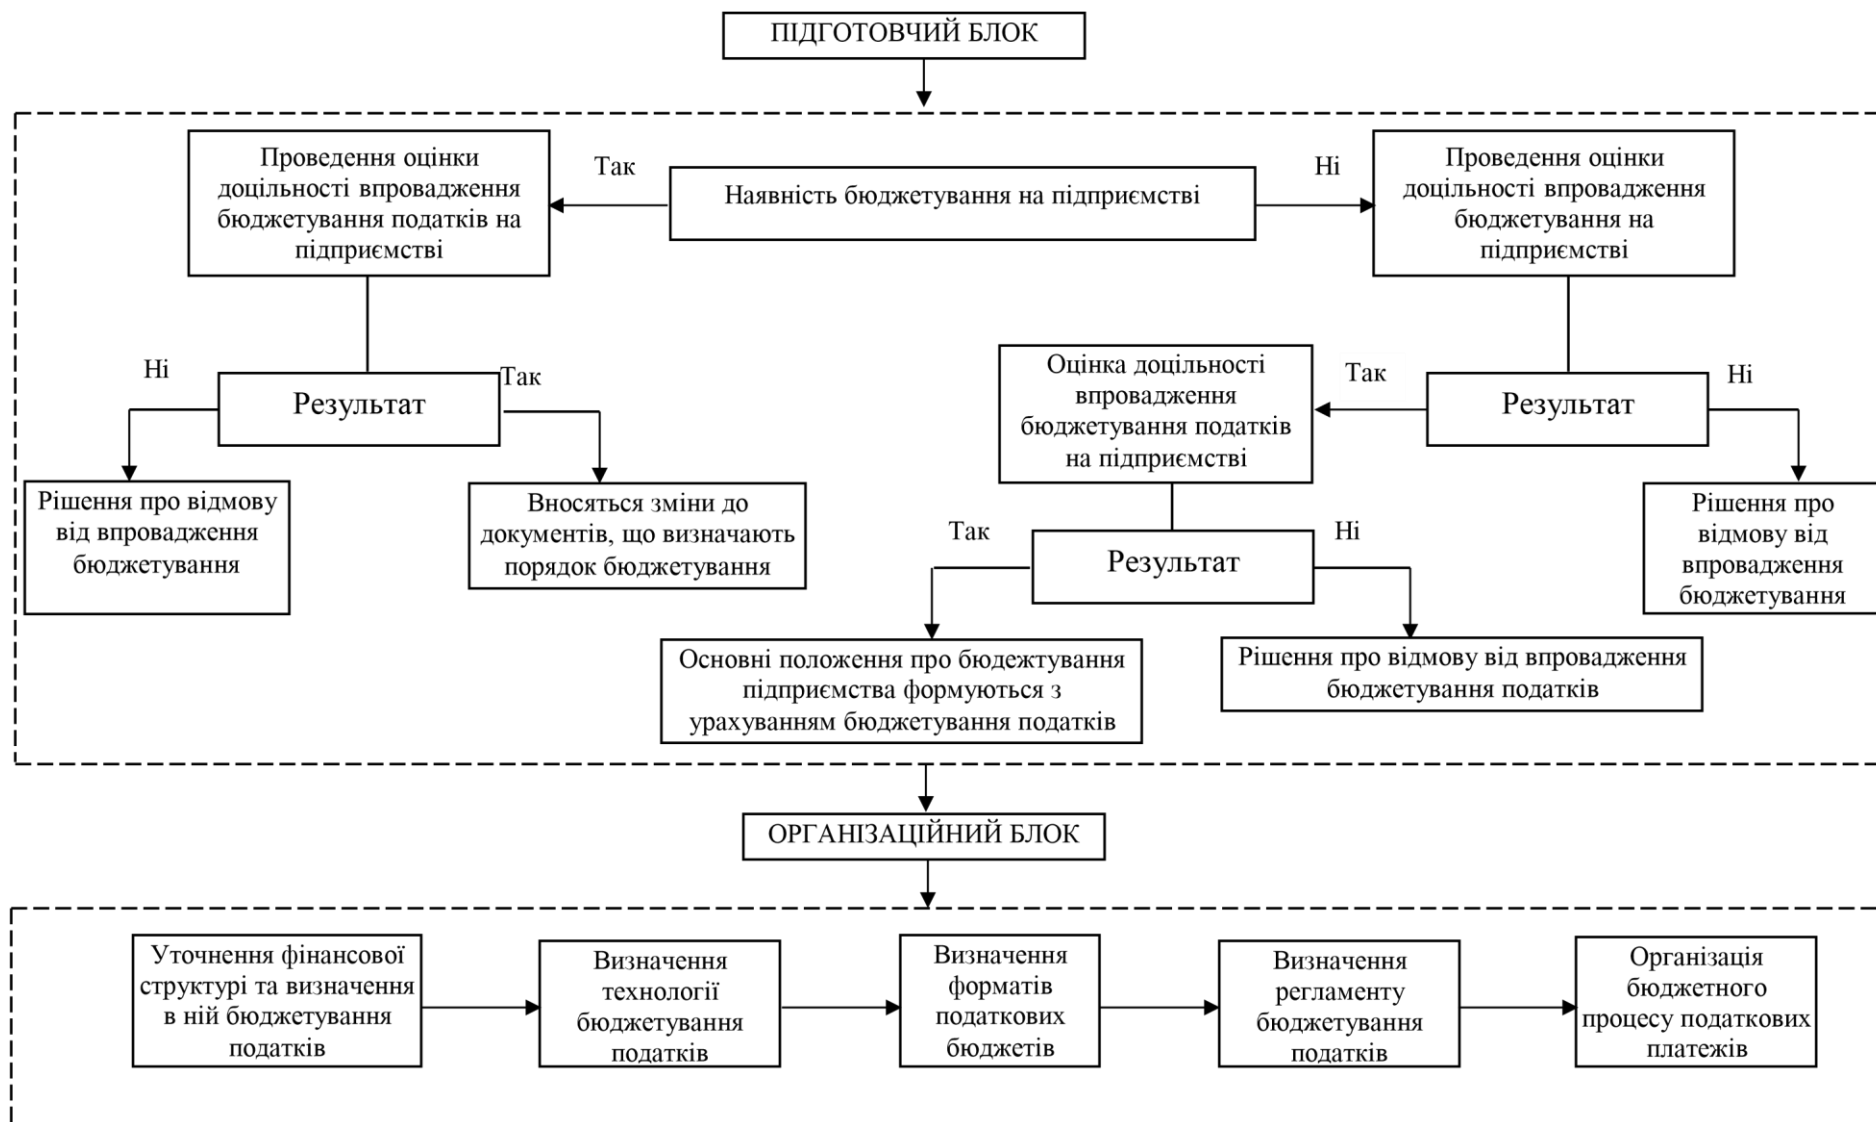 ПІДГОТОВЧИЙ БЛОК
Проведення оцінки
доцільності впровадження
бюджетування податків на
підприємстві
Так
Наявність бюджетування на підприємстві
Ні
Проведення оцінки
доцільності впровадження
бюджетування на
підприємстві
Ні
Результат
Так
Оцінка доцільності
впровадження
бюджетування податків
на підприємстві
Так
Результат
Ні
Рішення про відмову
від впровадження
бюджетування
Вносяться зміни до
документів, що визначають
порядок бюджетування
Так
Результат
Ні
Рішення про
відмову від
впровадження
бюджетування
Основні положення про бюдежтування
підприємства формуються з
урахуванням бюджетування податків
Рішення про відмову від впровадження
бюджетування податків
ОРГАНІЗАЦІЙНИЙ БЛОК
Уточнення фінансової
структурі та визначення
в ній бюджетування
податків
Визначення
технології
бюджетування
податків
Визначення
форматів
податкових
бюджетів
Визначення
регламенту
бюджетування
податків
Організація
бюджетного
процесу податкових
платежів